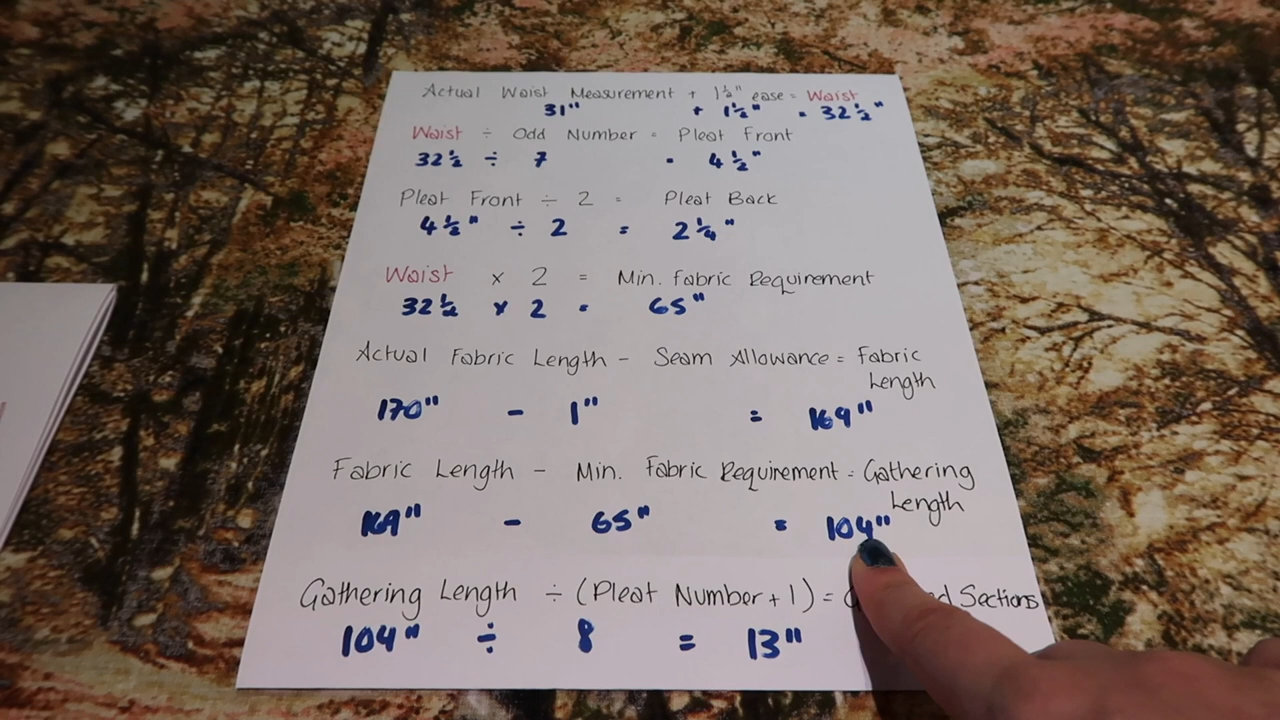 Actual Waist Measurement + 1½" ease = Waist
31" + 1½" = 32½"
Waist ÷ Odd Number = Pleat Front
32½ ÷ 7 = 4½"
Pleat Front ÷ 2 = Pleat Back
4½" ÷ 2 = 2¼"
Waist × 2 = Min. Fabric Requirement
32½ × 2 = 65"
Actual Fabric Length - Seam Allowance = Fabric
Length
170" - 1" = 169"
Fabric Length - Min. Fabric Requirement = Gathering
Length
169" - 65" = 104"
Gathering Length ÷ (Pleat Number + 1) = Sections
104" ÷ 8 = 13"